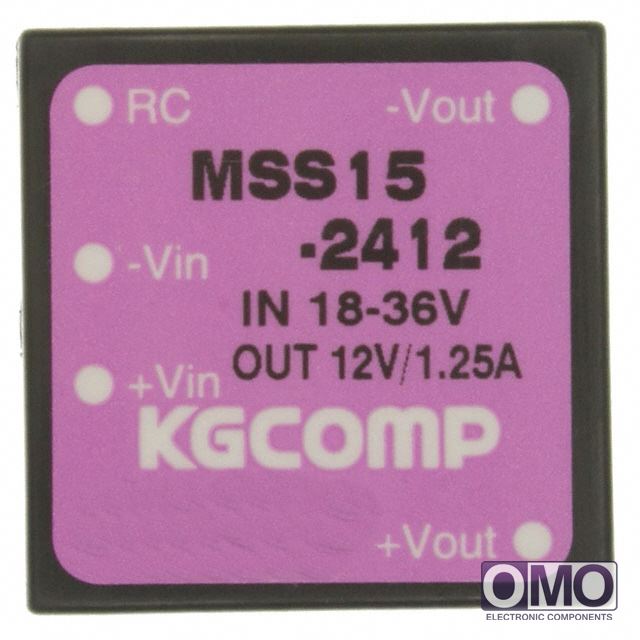 RC -Vout
MSS15
-2412
-Vin
IN 18-36V
OUT 12V/1.25A
+Vin
KGCOMP
+Vout
OMO
ELECTRONIC COMPONENTS